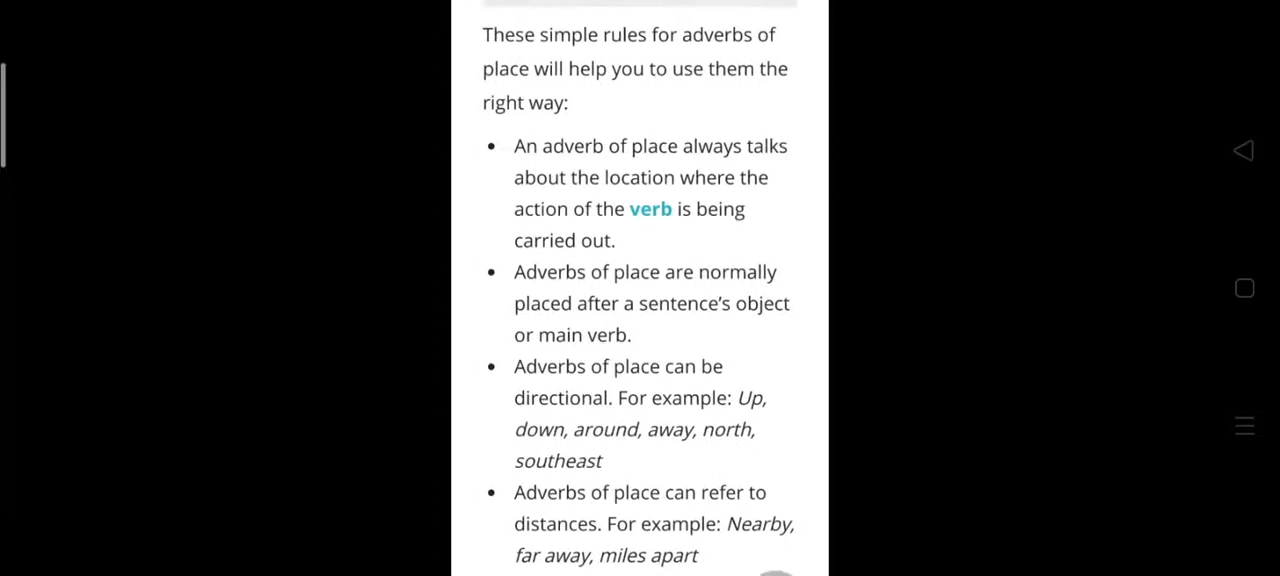 These simple rules for adverbs of
place will help you to use them the
right way:
• An adverb of place always talks
about the location where the
action of the verb is being
carried out.
• Adverbs of place are normally
placed after a sentence’s object
or main verb.
• Adverbs of place can be
directional. For example: Up,
down, around, away, north,
southeast
• Adverbs of place can refer to
distances. For example: Nearby,
far away, miles apart